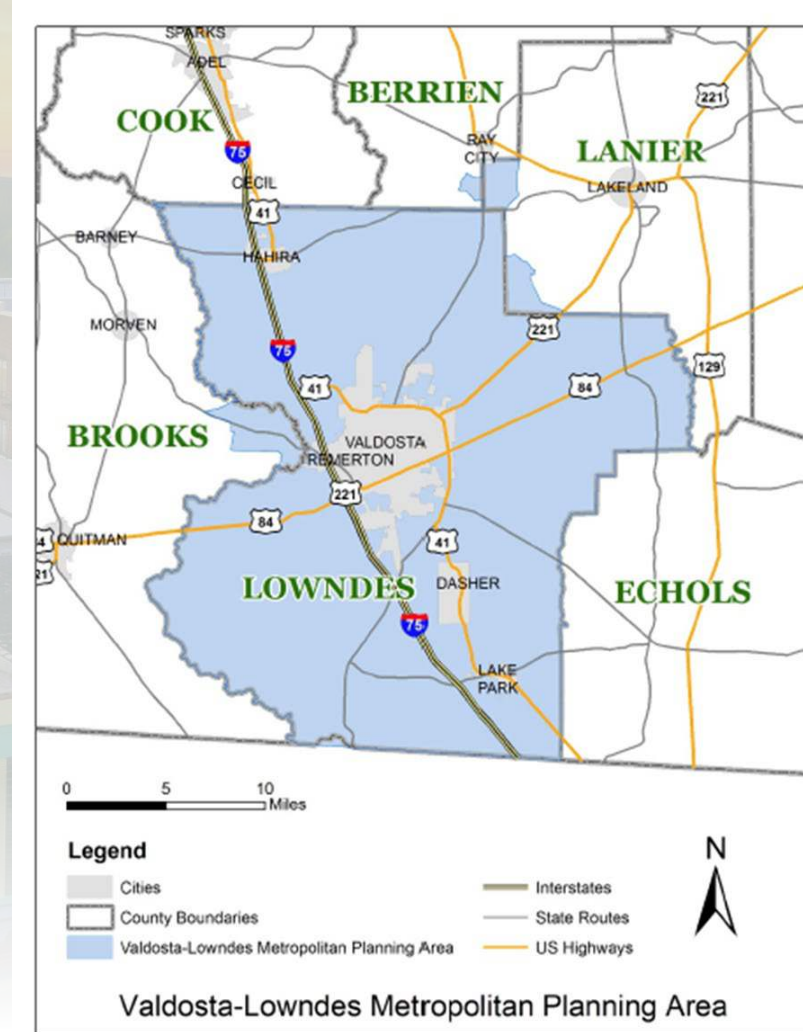 SPARKS
ADEL
BERRIEN
221
COOK
75
RAY
CITY
LANIER
CECIL
LAKELAND
41
BARNEY
HAHIRA
MORVEN
221
75
129
41
84
BROOKS
VALDOSTA
REMERTON
221
84
QUITMAN
41
21
LOWNDES
DASHER
ECHOLS
75
LAKE
PARK
0 5 10
Miles
Legend
N
Cities
Interstates
County Boundaries
State Routes
Valdosta-Lowndes Metropolitan Planning Area
US Highways
Valdosta-Lowndes Metropolitan Planning Area